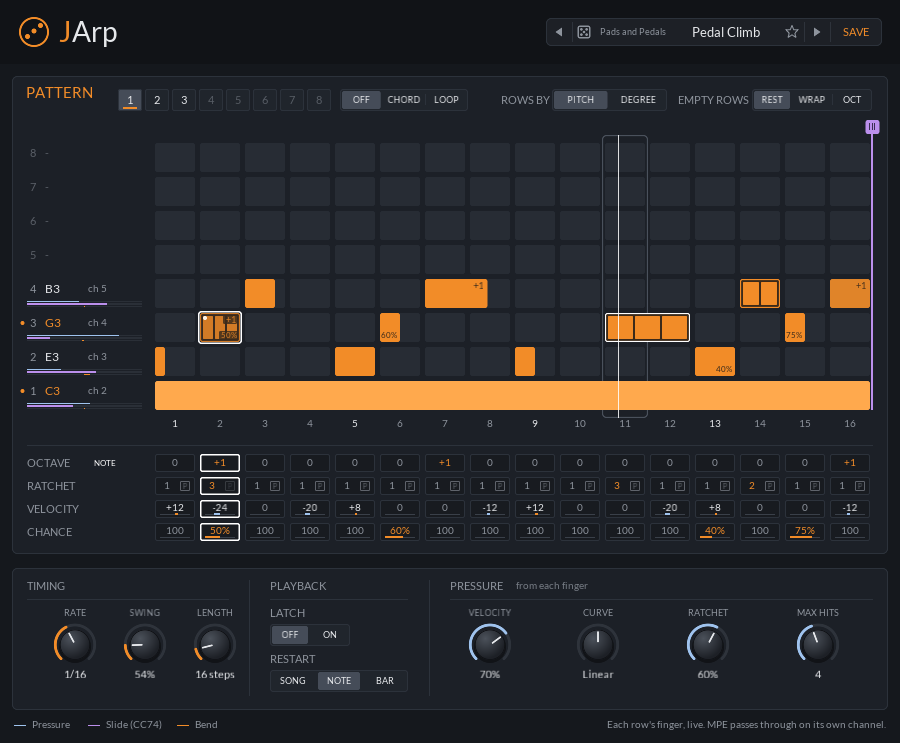 JArp
Pads and Pedals Pedal Climb SAVE
PATTERN 1 2 3 4 5 6 7 8 OFF CHORD LOOP ROWS BY PITCH DEGREE EMPTY ROWS REST WRAP OCT
8 -
7 -
6 -
5 -
4 B3 ch 5 +1 +1
3 G3 ch 4 +1 50% 60% 75%
2 E3 ch 3 40%
1 C3 ch 2
1 2 3 4 5 6 7 8 9 10 11 12 13 14 15 16
OCTAVE NOTE 0 +1 0 0 0 0 +1 0 0 0 0 0 0 0 0 +1
RATCHET 1 P 3 P 1 P 1 P 1 P 1 P 1 P 1 P 1 P 1 P 3 P 1 P 1 P 2 P 1 P 1 P
VELOCITY +12 -24 0 -20 +8 0 0 -12 +12 0 0 -20 +8 0 0 -12
CHANCE 100 50% 100 100 100 60% 100 100 100 100 100 100 40% 100 75% 100
TIMING PLAYBACK PRESSURE from each finger
RATE SWING LENGTH LATCH VELOCITY CURVE RATCHET MAX HITS
OFF ON
RESTART
1/16 54% 16 steps SONG NOTE BAR 70% Linear 60% 4
Pressure Slide (CC74) Bend Each row's finger, live. MPE passes through on its own channel.